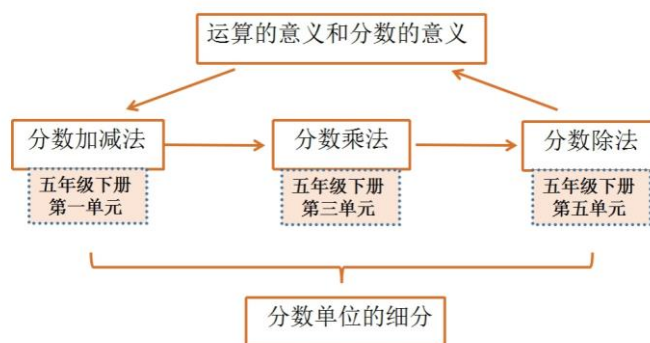 运算的意义和分数的意义
分数加减法
分数乘法
分数除法
五年级下册
第一单元
五年级下册
第三单元
五年级下册
第五单元
分数单位的细分